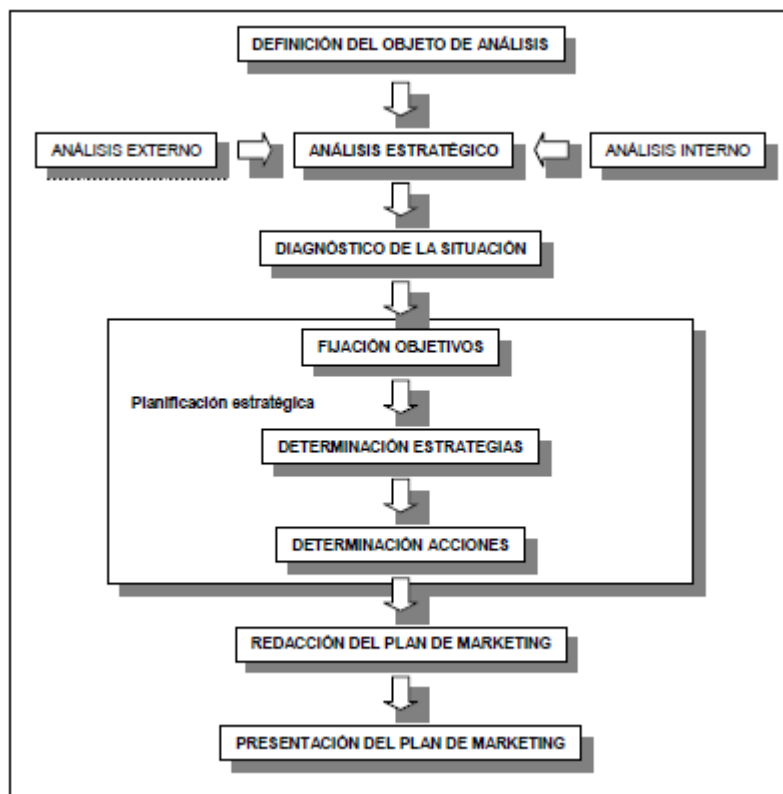 DEFINICIÓN DEL OBJETO DE ANÁLISIS
ANÁLISIS EXTERNO
ANÁLISIS ESTRATÉGICO
ANÁLISIS INTERNO
DIAGNÓSTICO DE LA SITUACIÓN
FIJACIÓN OBJETIVOS
Planificación estratégica
DETERMINACIÓN ESTRATEGIAS
DETERMINACIÓN ACCIONES
REDACCIÓN DEL PLAN DE MARKETING
PRESENTACIÓN DEL PLAN DE MARKETING